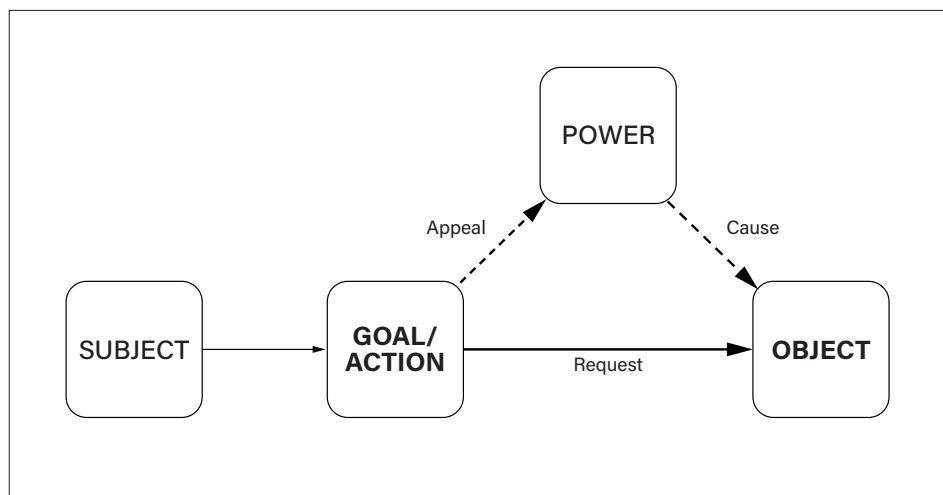 POWER
Appeal
Cause
SUBJECT
GOAL/
ACTION
Request
OBJECT